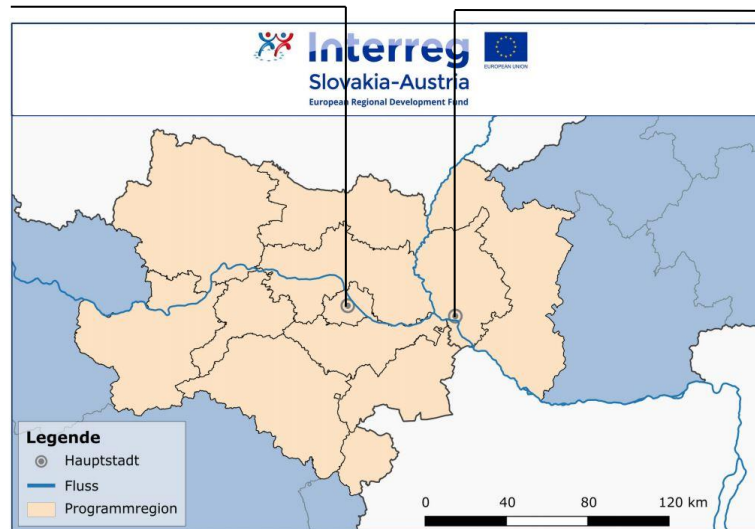 Interreg
EUROPEAN UNION
Slovakia-Austria
European Regional Development Fund
Legende
Hauptstadt
Fluss
Programmregion
0 40 80 120 km